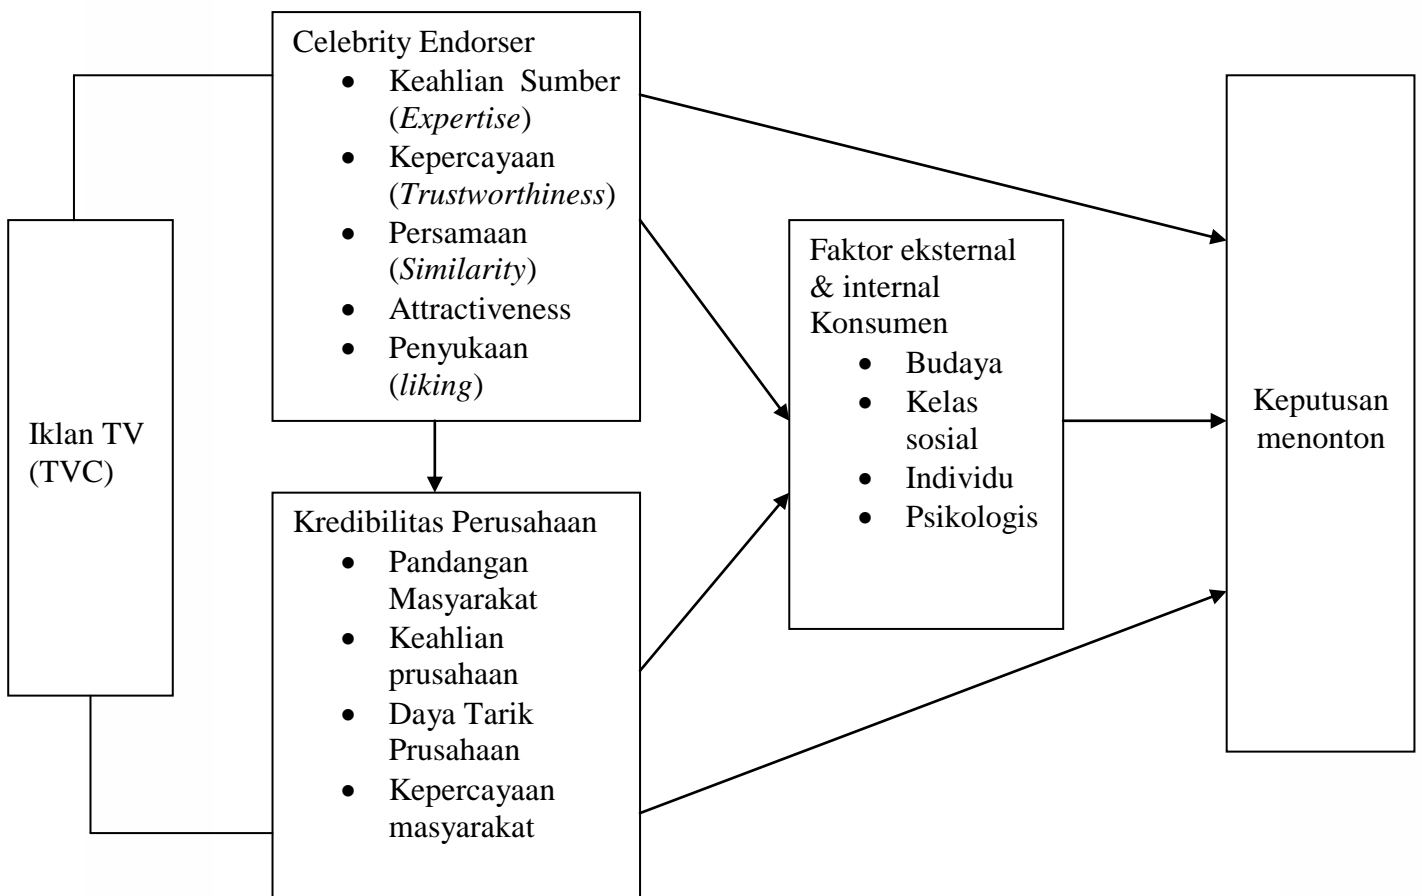 Celebrity Endorser
• Keahlian Sumber
(Expertise)
• Kepercayaan
(Trustworthiness)
• Persamaan
(Similarity)
• Attractiveness
• Penyukaan
(liking)
Iklan TV
(TVC)
Kredibilitas Perusahaan
• Pandangan
Masyarakat
• Keahlian
prusahaan
• Daya Tarik
Prusahaan
• Kepercayaan
masyarakat
Faktor eksternal
& internal
Konsumen
• Budaya
• Kelas
sosial
• Individu
• Psikologis
Keputusan
menonton